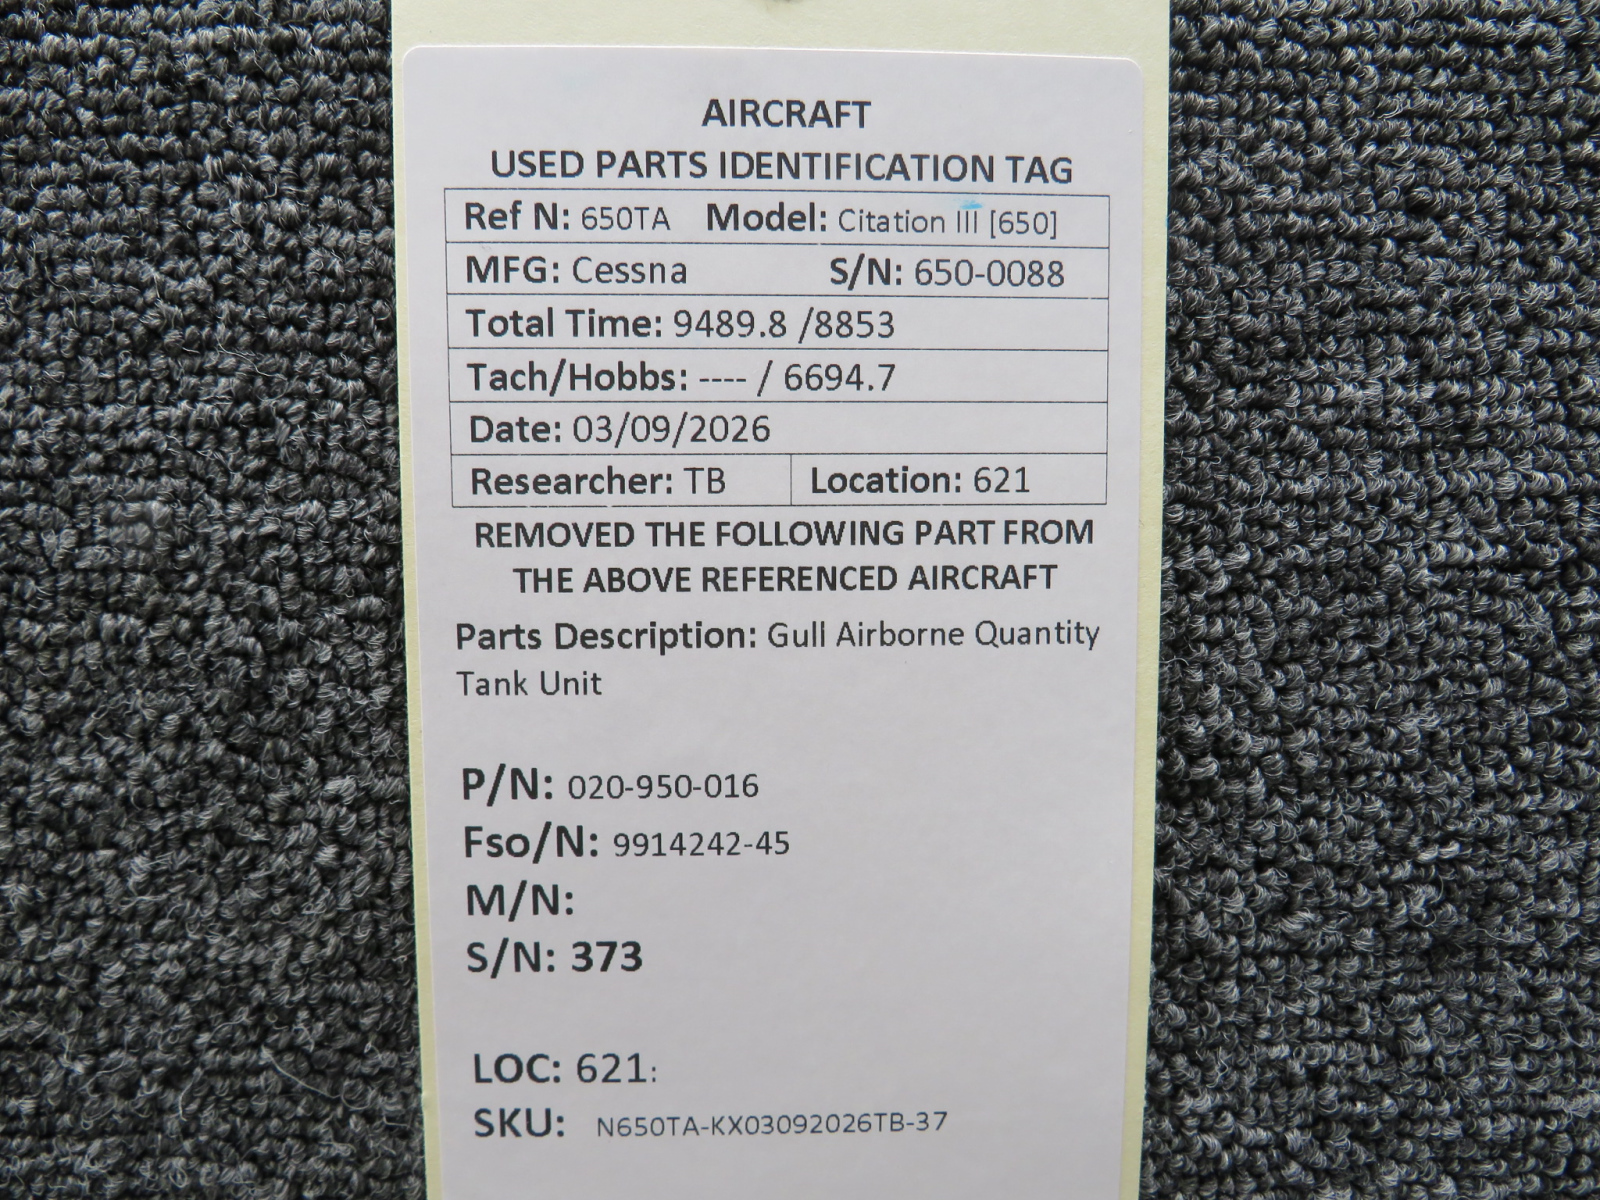 AIRCRAFT
USED PARTS IDENTIFICATION TAG
Ref N: 650TA Model: Citation III [650]
MFG: Cessna S/N: 650-0088
Total Time: 9489.8 /8853
Tach/Hobbs: ---- / 6694.7
Date: 03/09/2026
Researcher: TB Location: 621
REMOVED THE FOLLOWING PART FROM
THE ABOVE REFERENCED AIRCRAFT
Parts Description: Gull Airborne Quantity
Tank Unit
P/N: 020-950-016
Fso/N: 9914242-45
M/N:
S/N: 373
LOC: 621:
SKU: N650TA-KX03092026TB-37